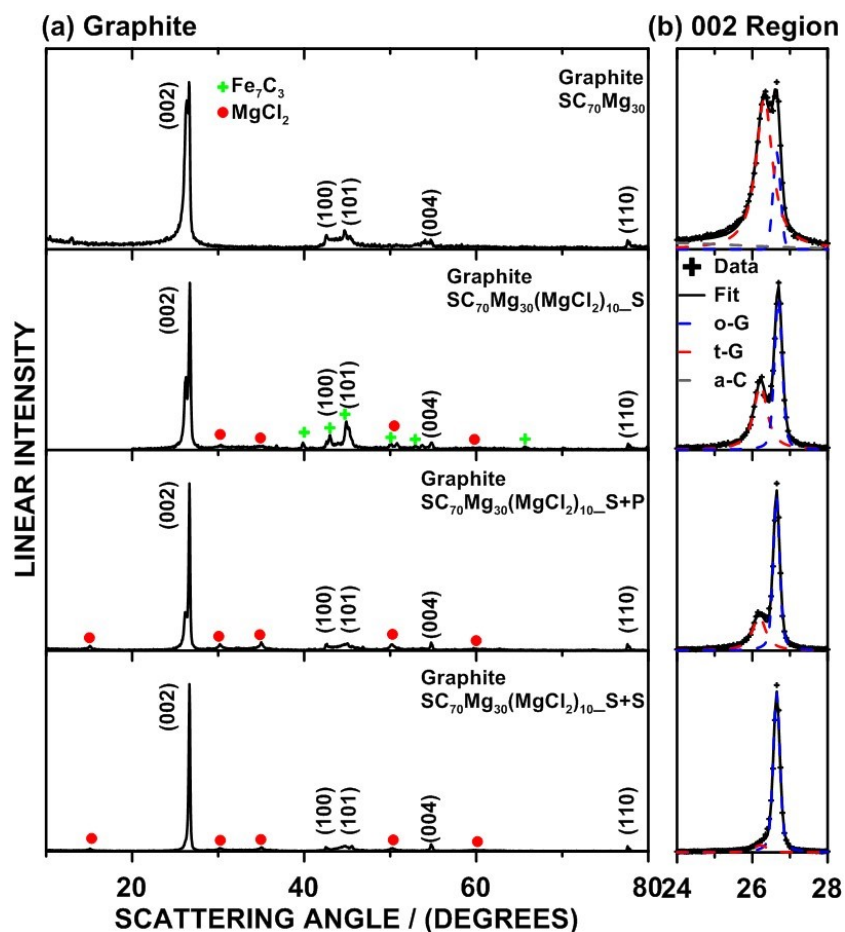 (a) Graphite
(b) 002 Region
LINEAR INTENSITY
Fe₇C₃
MgCl₂
Graphite
SC₇₀Mg₃₀
(002)
(100)
(101)
(004)
(110)
Graphite
SC₇₀Mg₃₀(MgCl₂)₁₀_S
(002)
(100)
(101)
(004)
(110)
Data
Fit
o-G
t-G
a-C
Graphite
SC₇₀Mg₃₀(MgCl₂)₁₀_S+P
(002)
(100)
(101)
(004)
(110)
Graphite
SC₇₀Mg₃₀(MgCl₂)₁₀_S+S
(002)
(100)
(101)
(004)
(110)
20 40 60 80
24 26 28
SCATTERING ANGLE / (DEGREES)